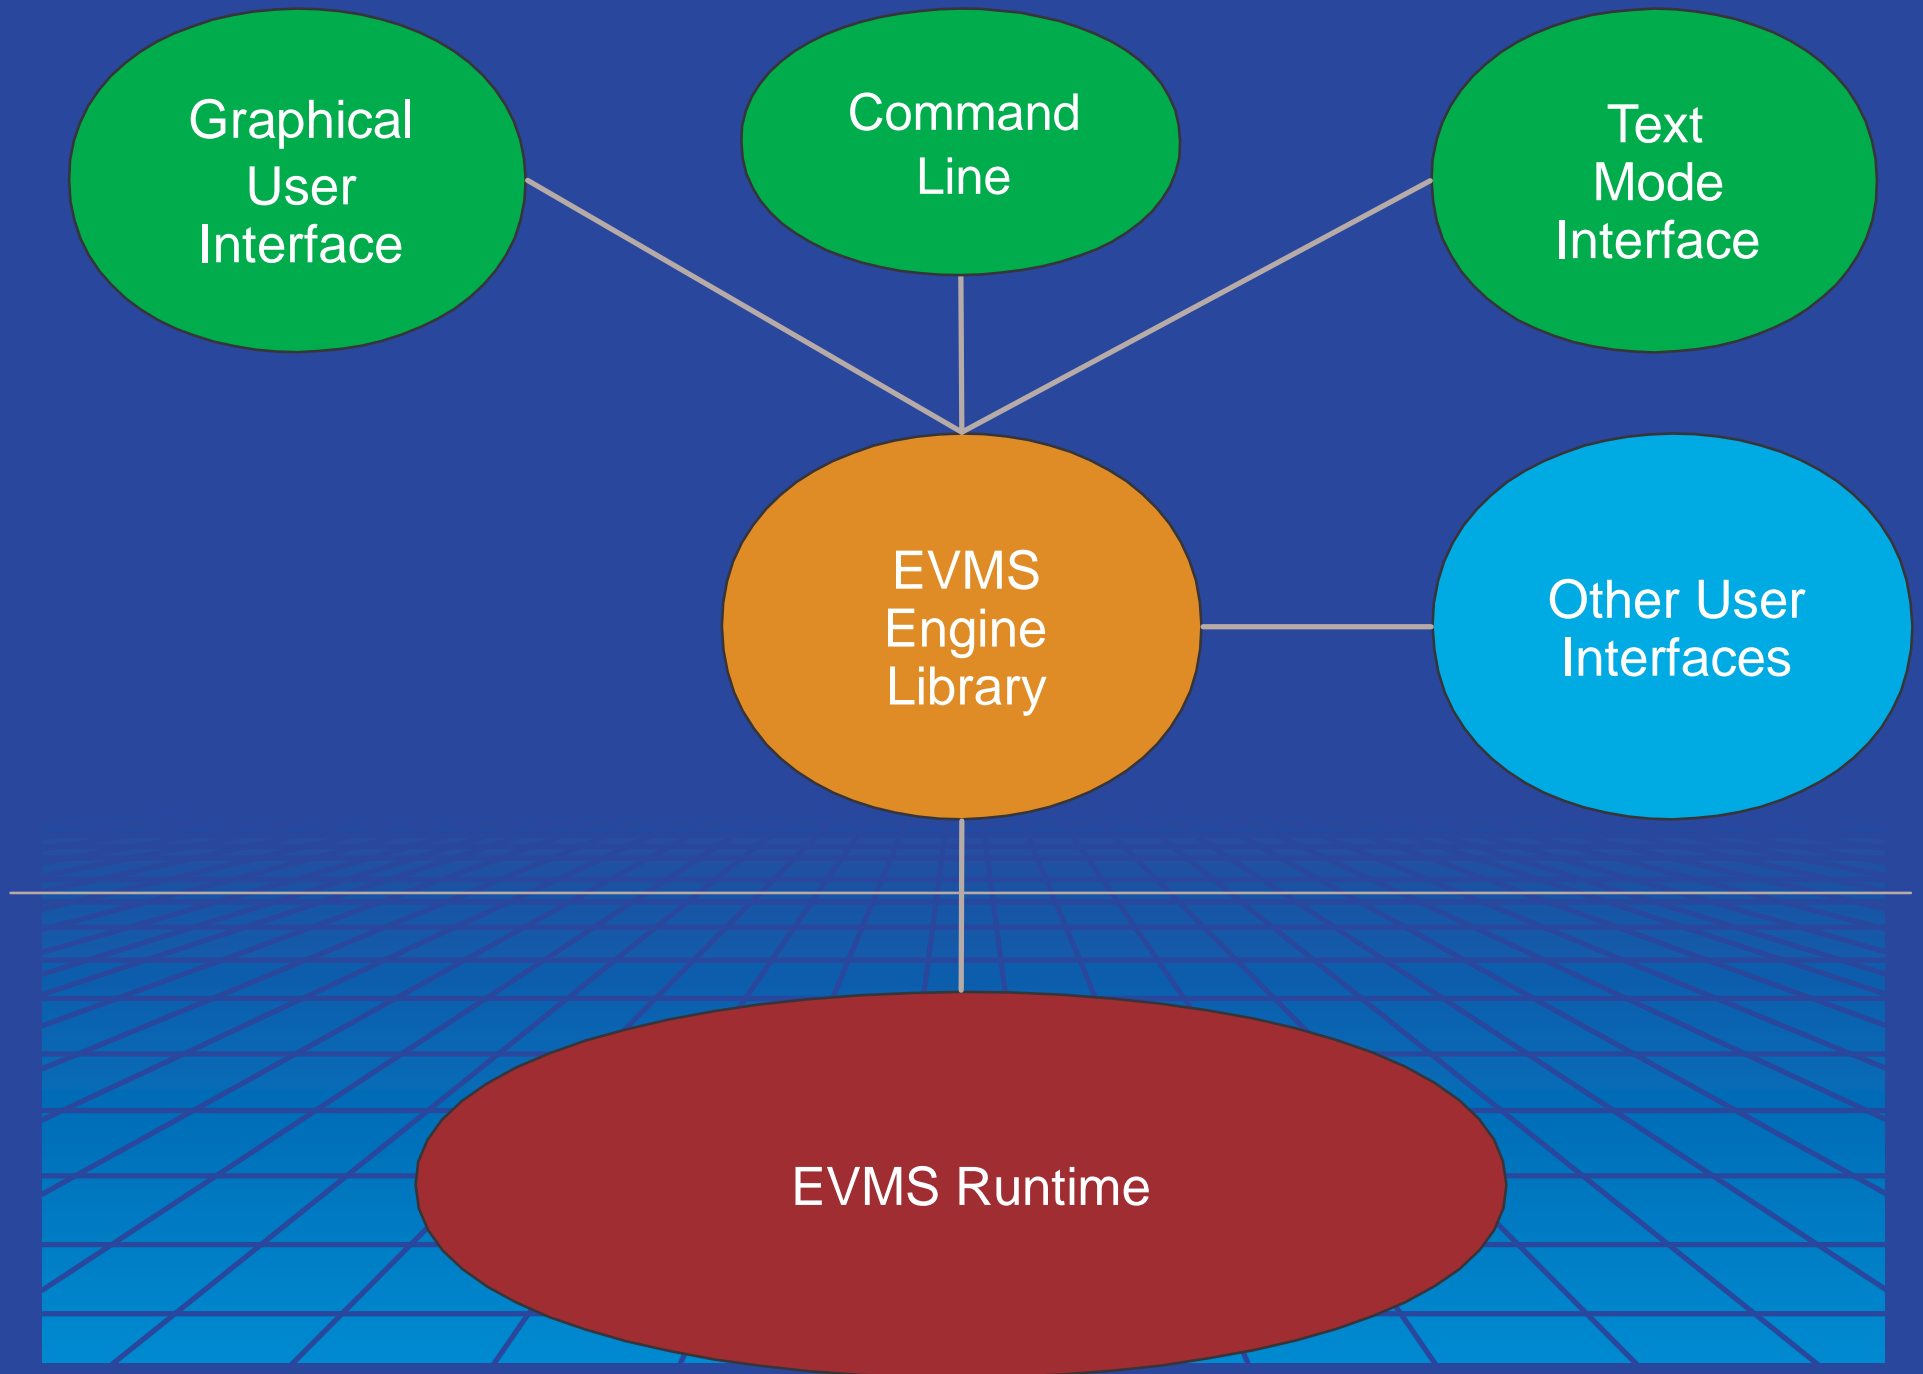 Graphical
User
Interface
Command
Line
Text
Mode
Interface
EVMS
Engine
Library
Other User
Interfaces
EVMS Runtime